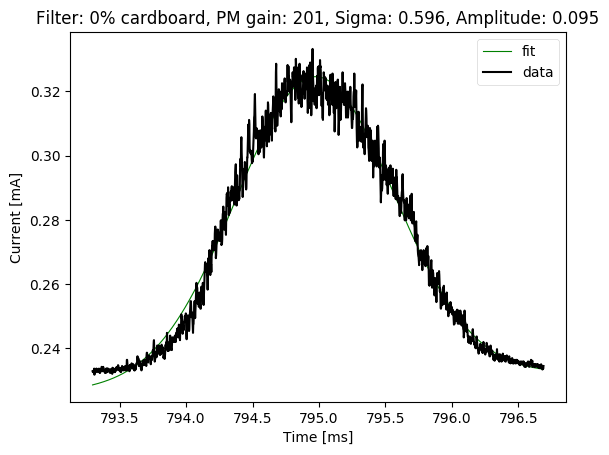 Filter: 0% cardboard, PM gain: 201, Sigma: 0.596, Amplitude: 0.095
fit
data
0.32
0.30
0.28
0.26
0.24
Current [mA]
793.5 794.0 794.5 795.0 795.5 796.0 796.5
Time [ms]